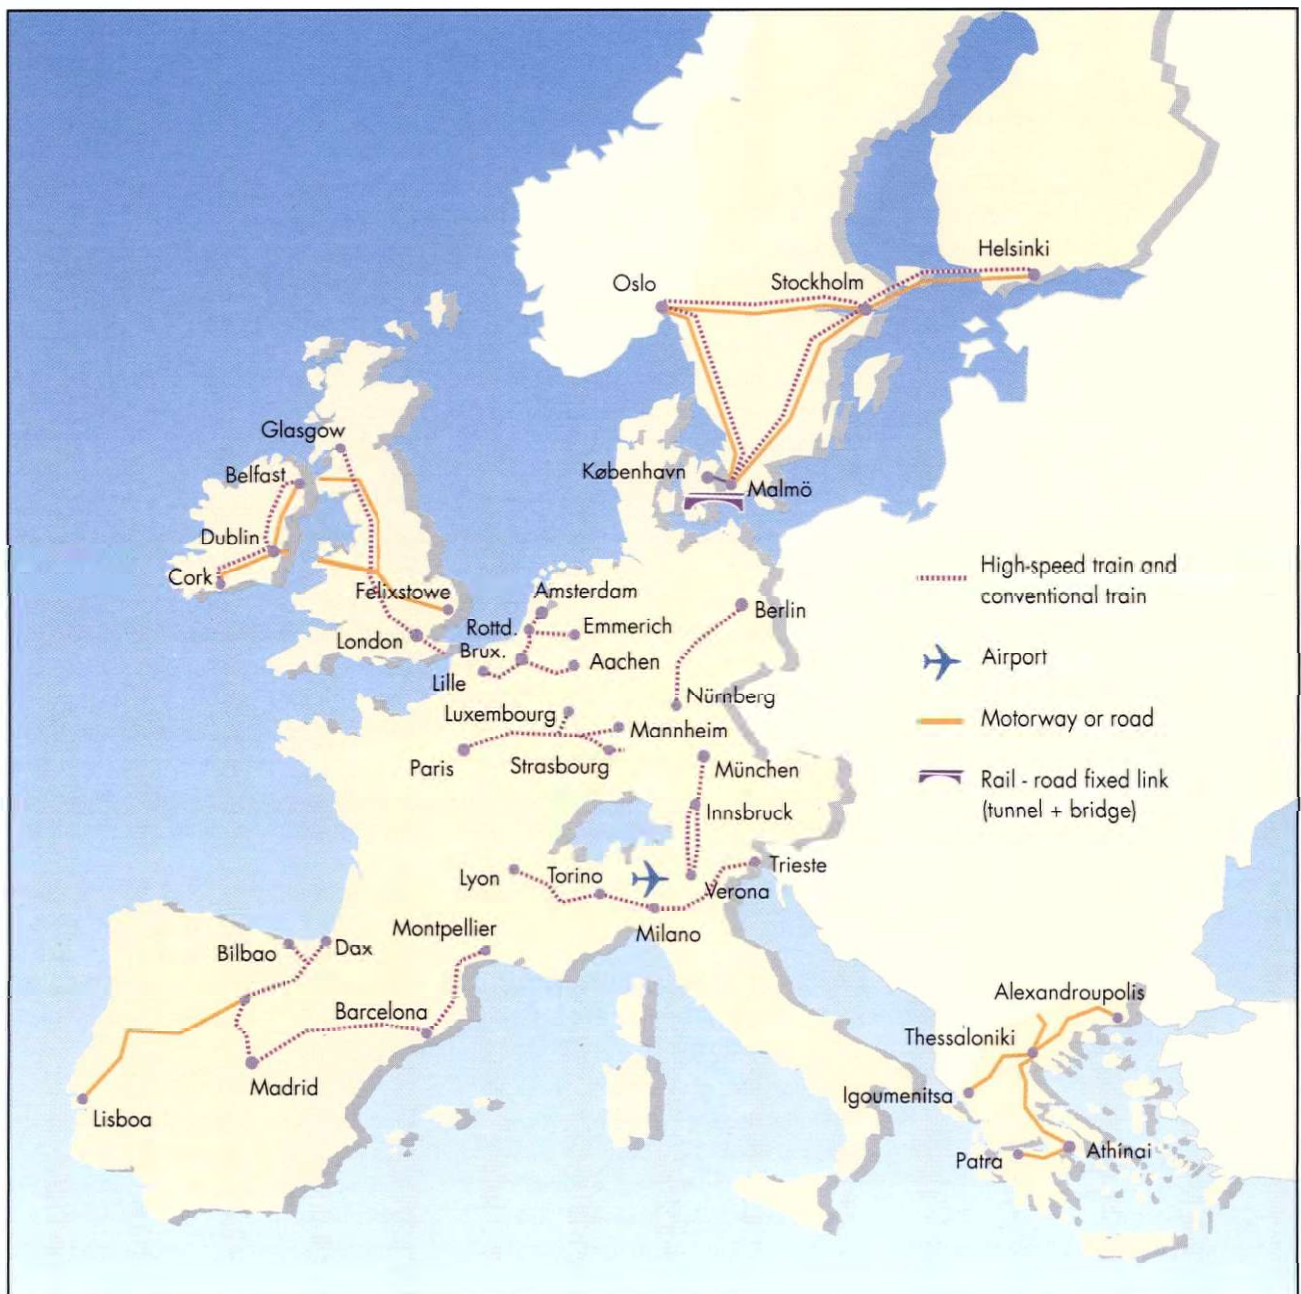 Helsinki
Oslo
Stockholm
Glasgow
Belfast
København
Malmö
Dublin
Cork
Felixstowe
Amsterdam
Berlin
High-speed train and
conventional train
Rottd.
Emmerich
London
Brux.
Aachen
Airport
Lille
Nürnberg
Luxembourg
Mannheim
Motorway or road
Paris
Strasbourg
München
Rail - road fixed link
(tunnel + bridge)
Innsbruck
Lyon
Torino
Trieste
Verona
Montpellier
Milano
Bilbao
Dax
Alexandroupolis
Barcelona
Thessaloniki
Madrid
Igoumenitsa
Lisboa
Patra
Athínai